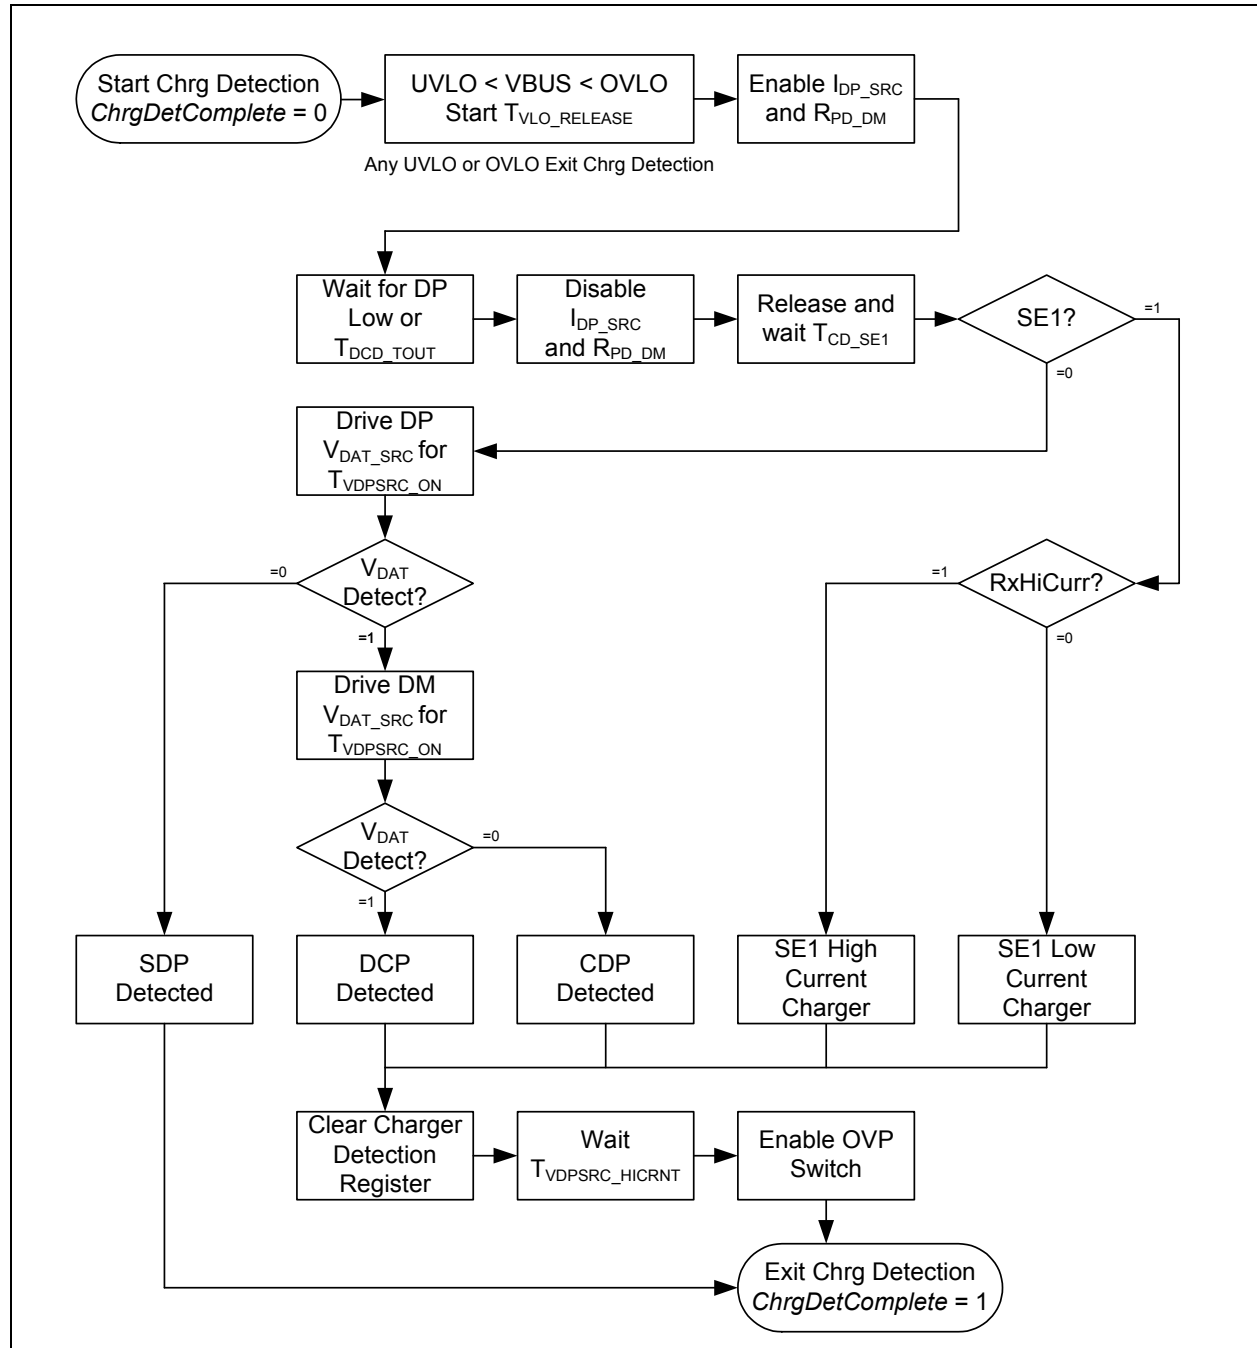 Start Chrg Detection
ChrgDetComplete = 0
UVLO < VBUS < OVLO
Start TVLO_RELEASE
Enable IDP_SRC
and RPD_DM
Any UVLO or OVLO Exit Chrg Detection
Wait for DP
Low or
TDCD_TOUT
Disable
IDP_SRC
and RPD_DM
Release and
wait TCD_SE1
SE1?
=1
=0
Drive DP
VDAT_SRC for
TVDPSRC_ON
VDAT
Detect?
=0
=1
RxHiCurr?
=1
=0
Drive DM
VDAT_SRC for
TVDPSRC_ON
VDAT
Detect?
=0
=1
SDP
Detected
DCP
Detected
CDP
Detected
SE1 High
Current
Charger
SE1 Low
Current
Charger
Clear Charger
Detection
Register
Wait
TVDPSRC_HICRNT
Enable OVP
Switch
Exit Chrg Detection
ChrgDetComplete = 1